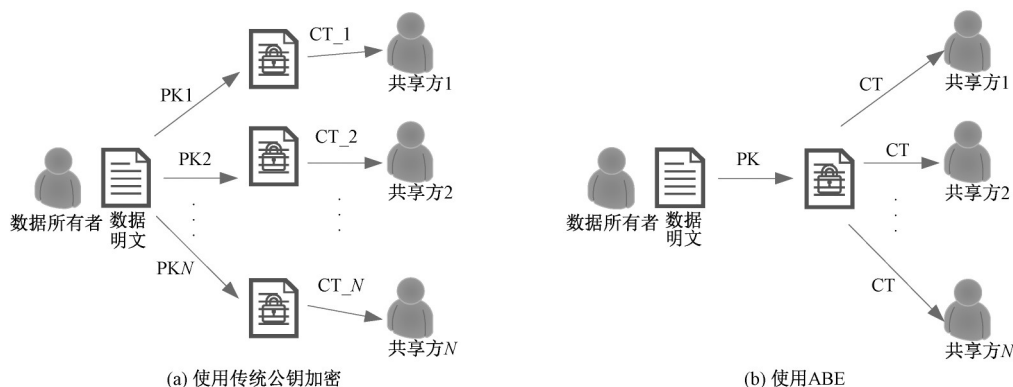 PK1
CT_1
共享方1
PK2
CT_2
共享方2
数据所有者
数据
明文
PKN
CT_N
共享方N
(a) 使用传统公钥加密
CT
共享方1
PK
CT
共享方2
数据所有者
数据
明文
CT
共享方N
(b) 使用ABE